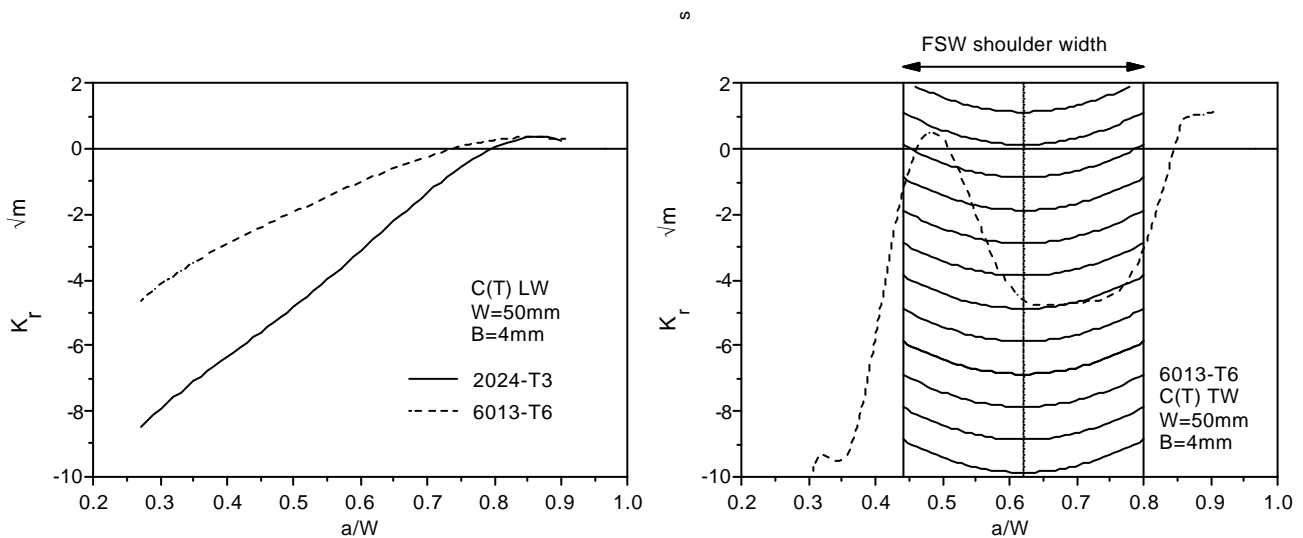 s
FSW shoulder width
2
0
-2
-4
-6
-8
-10
0.2 0.3 0.4 0.5 0.6 0.7 0.8 0.9 1.0
a/W
K_r √m
C(T) LW
W=50mm
B=4mm
2024-T3
6013-T6
2
0
-2
-4
-6
-8
-10
0.2 0.3 0.4 0.5 0.6 0.7 0.8 0.9 1.0
a/W
K_r √m
6013-T6
C(T) TW
W=50mm
B=4mm